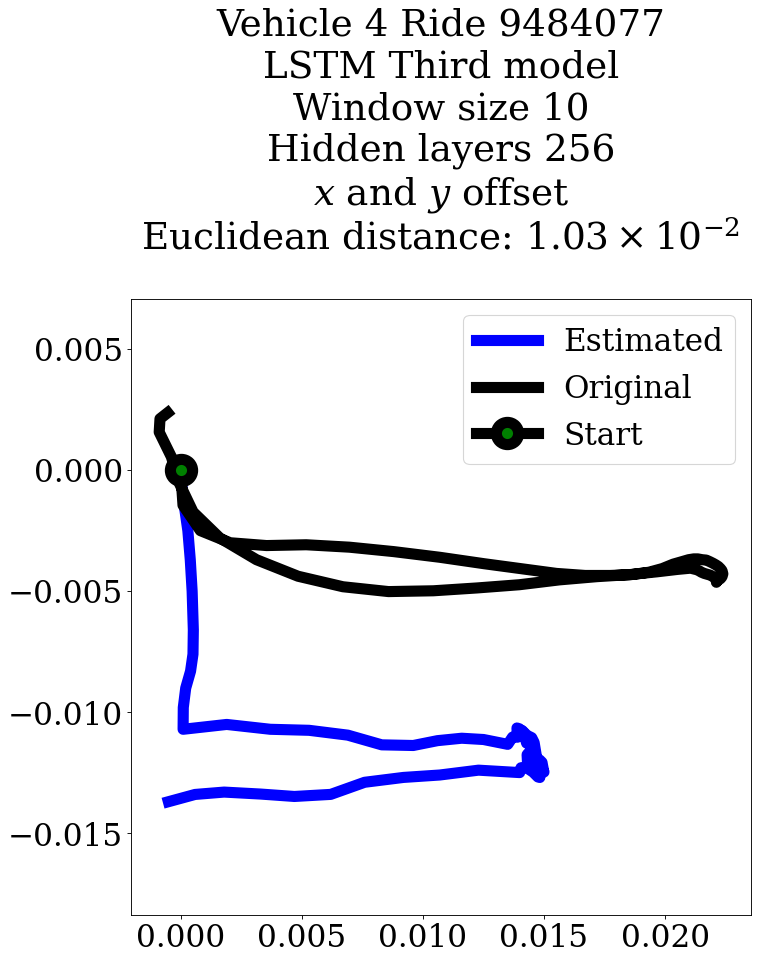 Vehicle 4 Ride 9484077
LSTM Third model
Window size 10
Hidden layers 256
x and y offset
Euclidean distance: 1.03 × 10⁻²
Estimated
Original
Start
0.005
0.000
−0.005
−0.010
−0.015
0.000 0.005 0.010 0.015 0.020